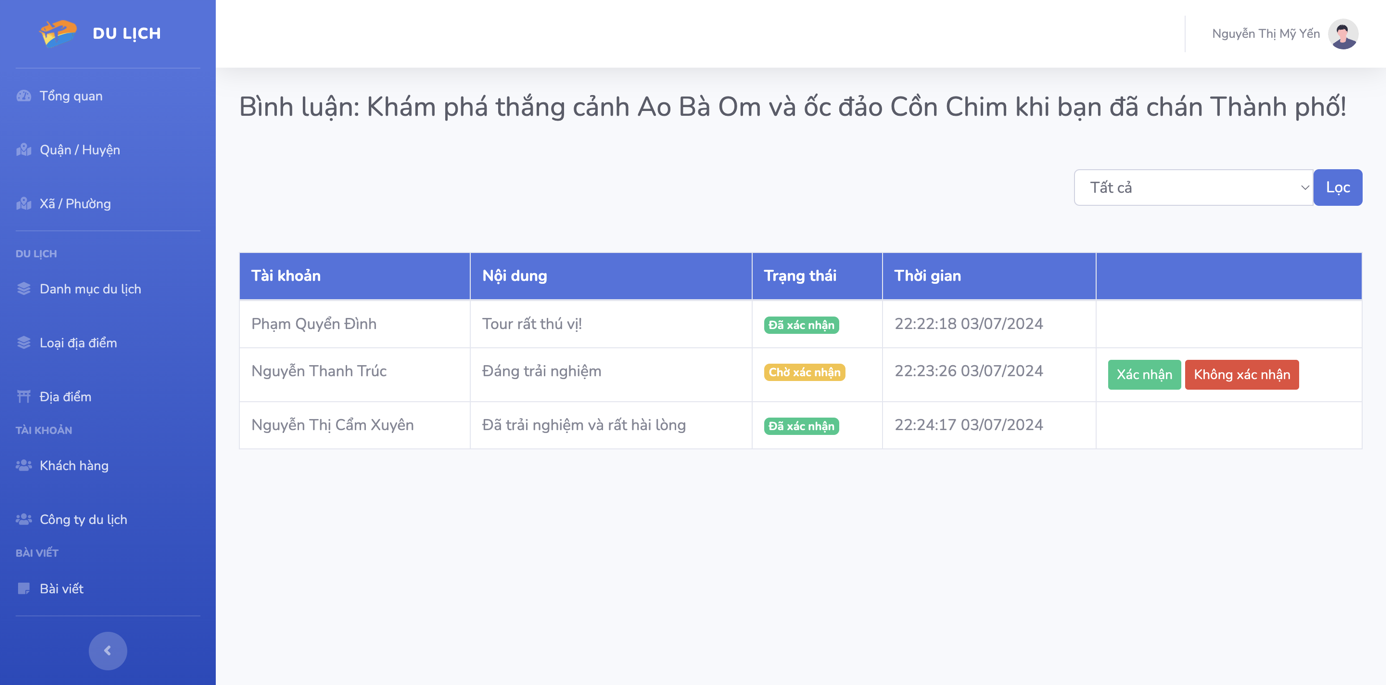 DU LỊCH
Nguyễn Thị Mỹ Yến
Tổng quan
Quận / Huyện
Xã / Phường
DU LỊCH
Danh mục du lịch
Loại địa điểm
Địa điểm
TÀI KHOẢN
Khách hàng
Công ty du lịch
BÀI VIẾT
Bài viết
Bình luận: Khám phá thắng cảnh Ao Bà Om và ốc đảo Cồn Chim khi bạn đã chán Thành phố!
Tất cả Lọc
Tài khoản Nội dung Trạng thái Thời gian
Phạm Quyển Đình Tour rất thú vị! Đã xác nhận 22:22:18 03/07/2024
Nguyễn Thanh Trúc Đáng trải nghiệm Chờ xác nhận 22:23:26 03/07/2024 Xác nhận Không xác nhận
Nguyễn Thị Cẩm Xuyên Đã trải nghiệm và rất hài lòng Đã xác nhận 22:24:17 03/07/2024